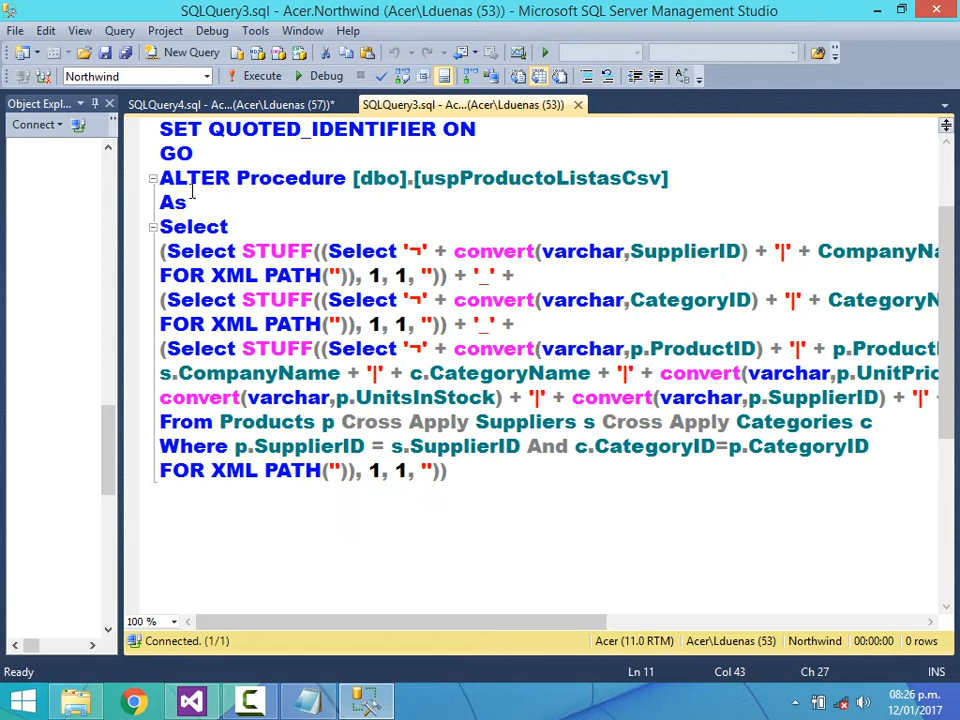 SQLQuery3.sql - Acer.Northwind (Acer\Lduenas (53)) - Microsoft SQL Server Management Studio
File Edit View Query Project Debug Tools Window Help
New Query
Northwind Execute Debug
Object Expl... SQLQuery4.sql - Ac...(Acer\Lduenas (57))* SQLQuery3.sql - Ac...(Acer\Lduenas (53))
Connect
SET QUOTED_IDENTIFIER ON
GO
ALTER Procedure [dbo].[uspProductoListasCsv]
As
Select
(Select STUFF((Select '¬' + convert(varchar,SupplierID) + '|' + CompanyNa
FOR XML PATH('')), 1, 1, '')) + '_' +
(Select STUFF((Select '¬' + convert(varchar,CategoryID) + '|' + CategoryN
FOR XML PATH('')), 1, 1, '')) + '_' +
(Select STUFF((Select '¬' + convert(varchar,p.ProductID) + '|' + p.Product
s.CompanyName + '|' + c.CategoryName + '|' + convert(varchar,p.UnitPric
convert(varchar,p.UnitsInStock) + '|' + convert(varchar,p.SupplierID) + '|' +
From Products p Cross Apply Suppliers s Cross Apply Categories c
Where p.SupplierID = s.SupplierID And c.CategoryID=p.CategoryID
FOR XML PATH('')), 1, 1, ''))
100 %
Connected. (1/1) Acer (11.0 RTM) Acer\Lduenas (53) Northwind 00:00:00 0 rows
Ready Ln 11 Col 43 Ch 27 INS
08:26 p.m.
12/01/2017